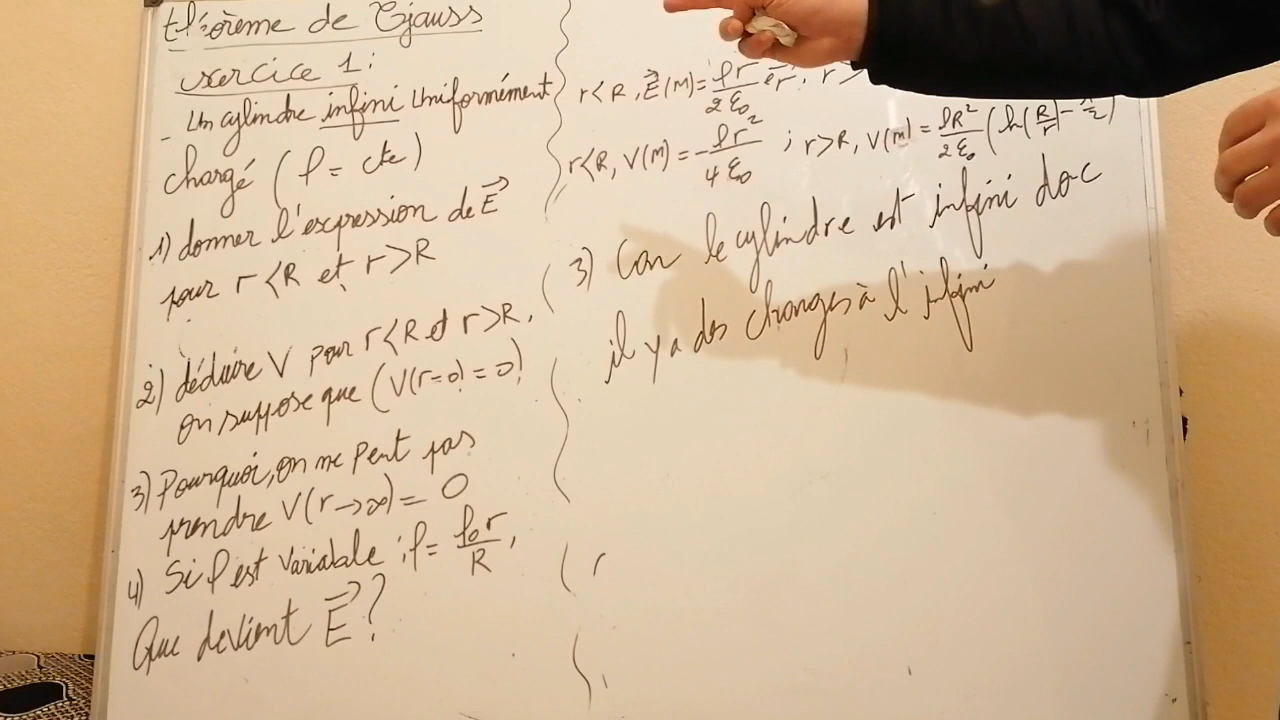 théorème de Gauss
exercice 1:
- Un cylindre infini Uniformément
chargé (ρ = cte)
1) donner l'expression de E⃗
pour r<R et r>R
2) déduire V pour r<R et r>R,
on suppose que (V(r=0)=0)
3) Pourquoi, on ne peut pas
prendre V(r→∞)=0
4) Si ρ est variable ; ρ= ρ₀r/R,
Que devient E⃗?
r<R, E⃗(M)= ρr/2ε₀ e⃗r, r>
r<R, V(M)= -ρr²/4ε₀ ; r>R, V(M)= ρR²/2ε₀ (ln(R/r)-1/2)
3) Car le cylindre est infini doc
il y a des charges à l'infini
r